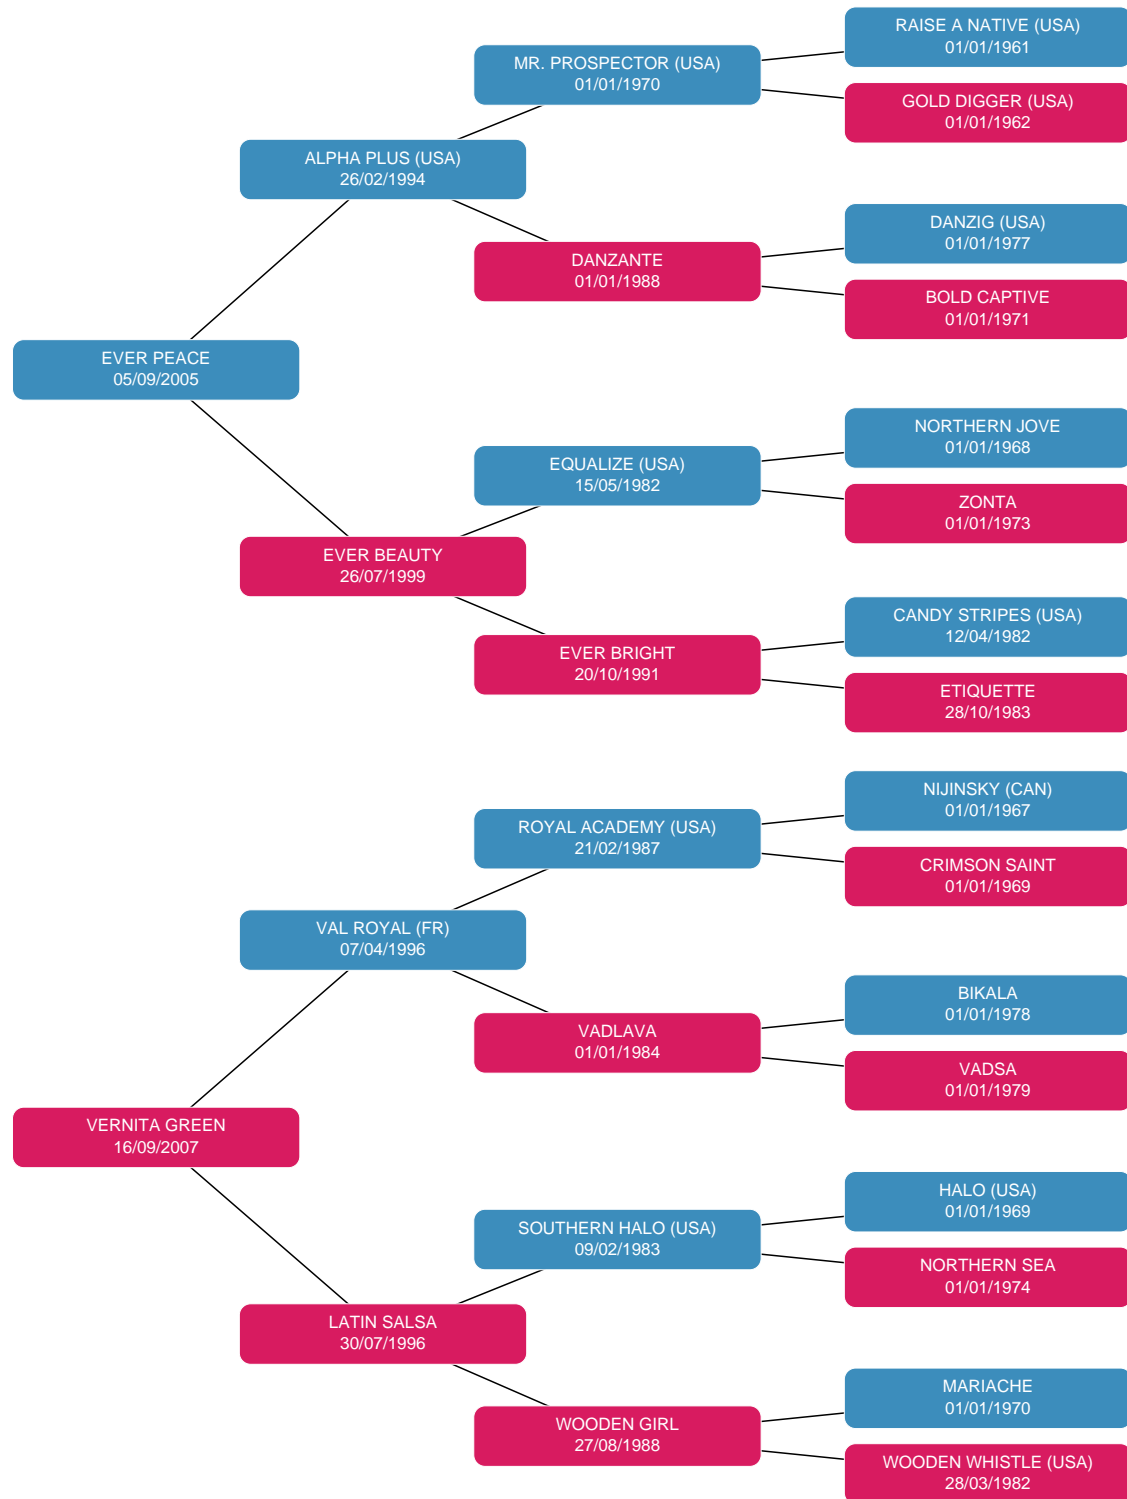 RAISE A NATIVE (USA)
01/01/1961
MR. PROSPECTOR (USA)
01/01/1970
GOLD DIGGER (USA)
01/01/1962
ALPHA PLUS (USA)
26/02/1994
DANZIG (USA)
01/01/1977
DANZANTE
01/01/1988
BOLD CAPTIVE
01/01/1971
EVER PEACE
05/09/2005
NORTHERN JOVE
01/01/1968
EQUALIZE (USA)
15/05/1982
ZONTA
01/01/1973
EVER BEAUTY
26/07/1999
CANDY STRIPES (USA)
12/04/1982
EVER BRIGHT
20/10/1991
ETIQUETTE
28/10/1983
NIJINSKY (CAN)
01/01/1967
ROYAL ACADEMY (USA)
21/02/1987
CRIMSON SAINT
01/01/1969
VAL ROYAL (FR)
07/04/1996
BIKALA
01/01/1978
VADLAVA
01/01/1984
VADSA
01/01/1979
VERNITA GREEN
16/09/2007
HALO (USA)
01/01/1969
SOUTHERN HALO (USA)
09/02/1983
NORTHERN SEA
01/01/1974
LATIN SALSA
30/07/1996
MARIACHE
01/01/1970
WOODEN GIRL
27/08/1988
WOODEN WHISTLE (USA)
28/03/1982